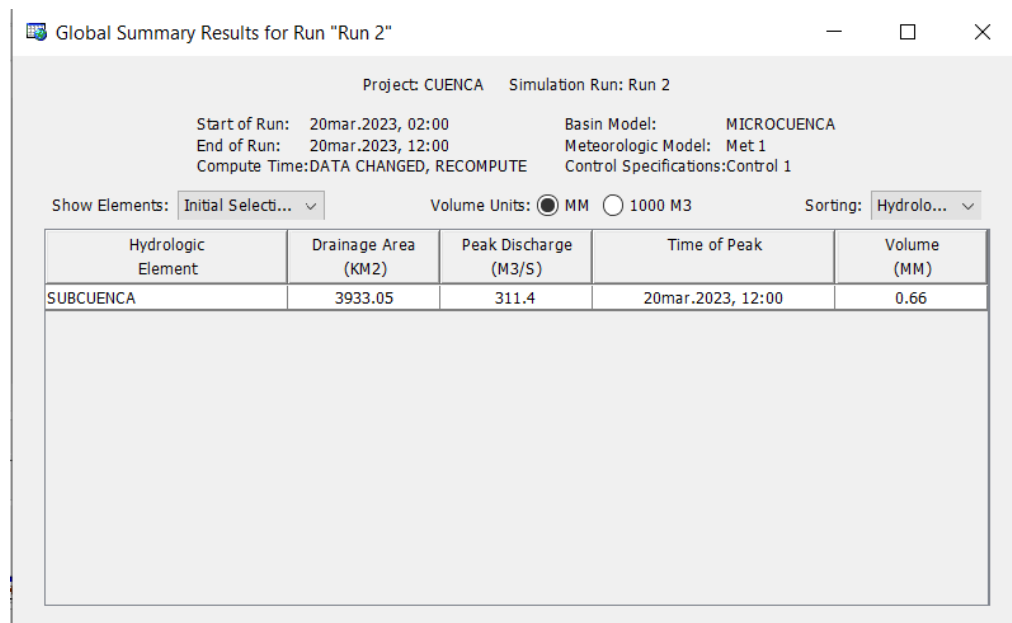 Global Summary Results for Run "Run 2"
Project: CUENCA Simulation Run: Run 2
Start of Run: 20mar.2023, 02:00 Basin Model: MICROCUENCA
End of Run: 20mar.2023, 12:00 Meteorologic Model: Met 1
Compute Time:DATA CHANGED, RECOMPUTE Control Specifications:Control 1
Show Elements: Initial Selecti... Volume Units: MM 1000 M3 Sorting: Hydrolo...
Hydrologic Drainage Area Peak Discharge Time of Peak Volume
Element (KM2) (M3/S) (MM)
SUBCUENCA 3933.05 311.4 20mar.2023, 12:00 0.66